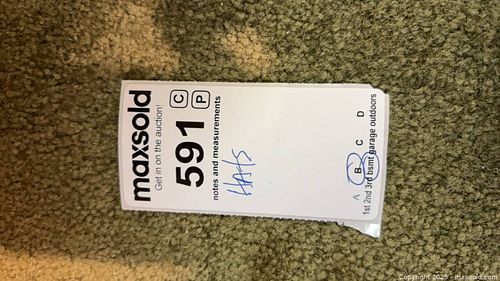 maxsold
Get in on the auction!
591 C P
notes and measurements
HAtS
A B C D
1st 2nd 3rd bsmt garage outdoors
Copyright 2025 - maxsold.com